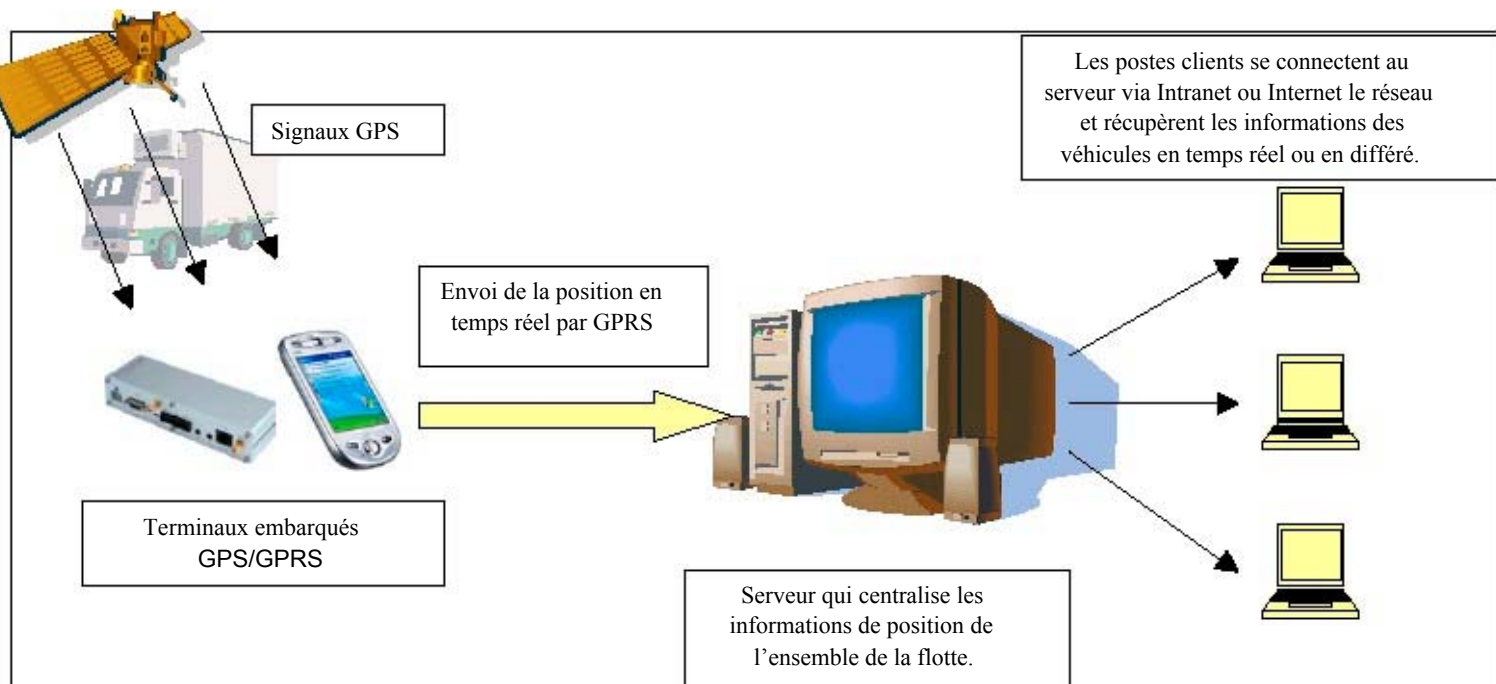 Signaux GPS
Les postes clients se connectent au
serveur via Intranet ou Internet le réseau
et récupèrent les informations des
véhicules en temps réel ou en différé.
Envoi de la position en
temps réel par GPRS
Terminaux embarqués
GPS/GPRS
Serveur qui centralise les
informations de position de
l’ensemble de la flotte.